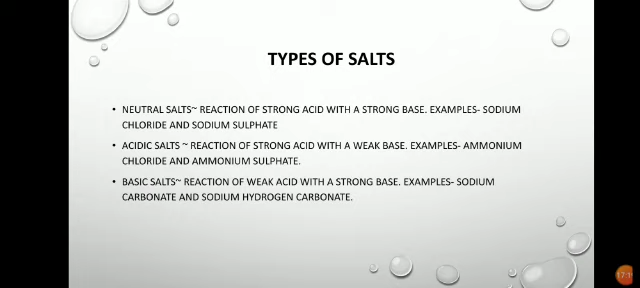 TYPES OF SALTS
• NEUTRAL SALTS~ REACTION OF STRONG ACID WITH A STRONG BASE. EXAMPLES- SODIUM
CHLORIDE AND SODIUM SULPHATE
• ACIDIC SALTS ~ REACTION OF STRONG ACID WITH A WEAK BASE. EXAMPLES- AMMONIUM
CHLORIDE AND AMMONIUM SULPHATE.
• BASIC SALTS~ REACTION OF WEAK ACID WITH A STRONG BASE. EXAMPLES- SODIUM
CARBONATE AND SODIUM HYDROGEN CARBONATE.